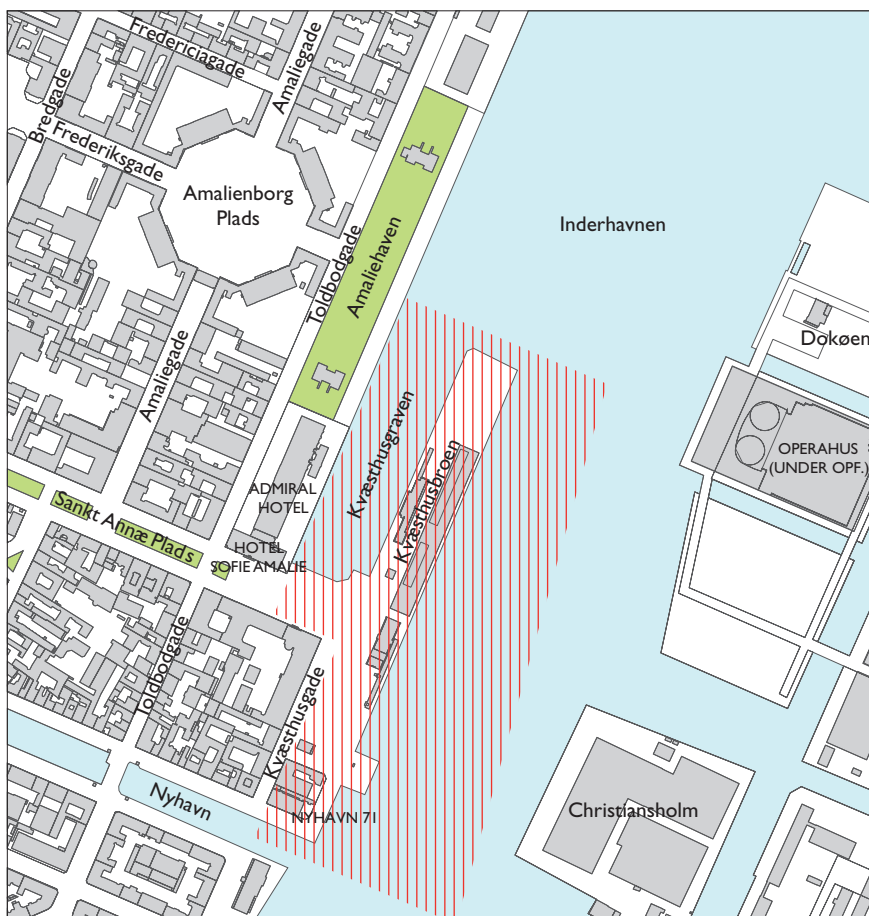 Fredericiagade
Amaliegade
Bredgade
Frederiksgade
Amalienborg
Plads
Toldbodgade
Amaliehaven
Inderhavnen
Dokøen
Amaliegade
Kvæsthusgraven
Kvæsthusbroen
OPERAHUS
(UNDER OPF.)
ADMIRAL
HOTEL
Sankt Annæ Plads
HOTEL
SOFIE AMALIE
Toldbodgade
Kvæsthusgade
Nyhavn
NYHAVN 71
Christiansholm